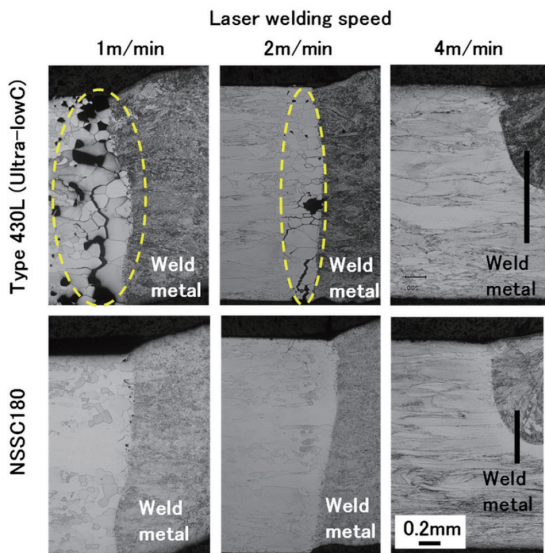 Laser welding speed
1m/min
2m/min
4m/min
Type 430L (Ultra-lowC)
Weld
metal
Weld
metal
Weld
metal
NSSC180
Weld
metal
Weld
metal
Weld
metal
0.2mm